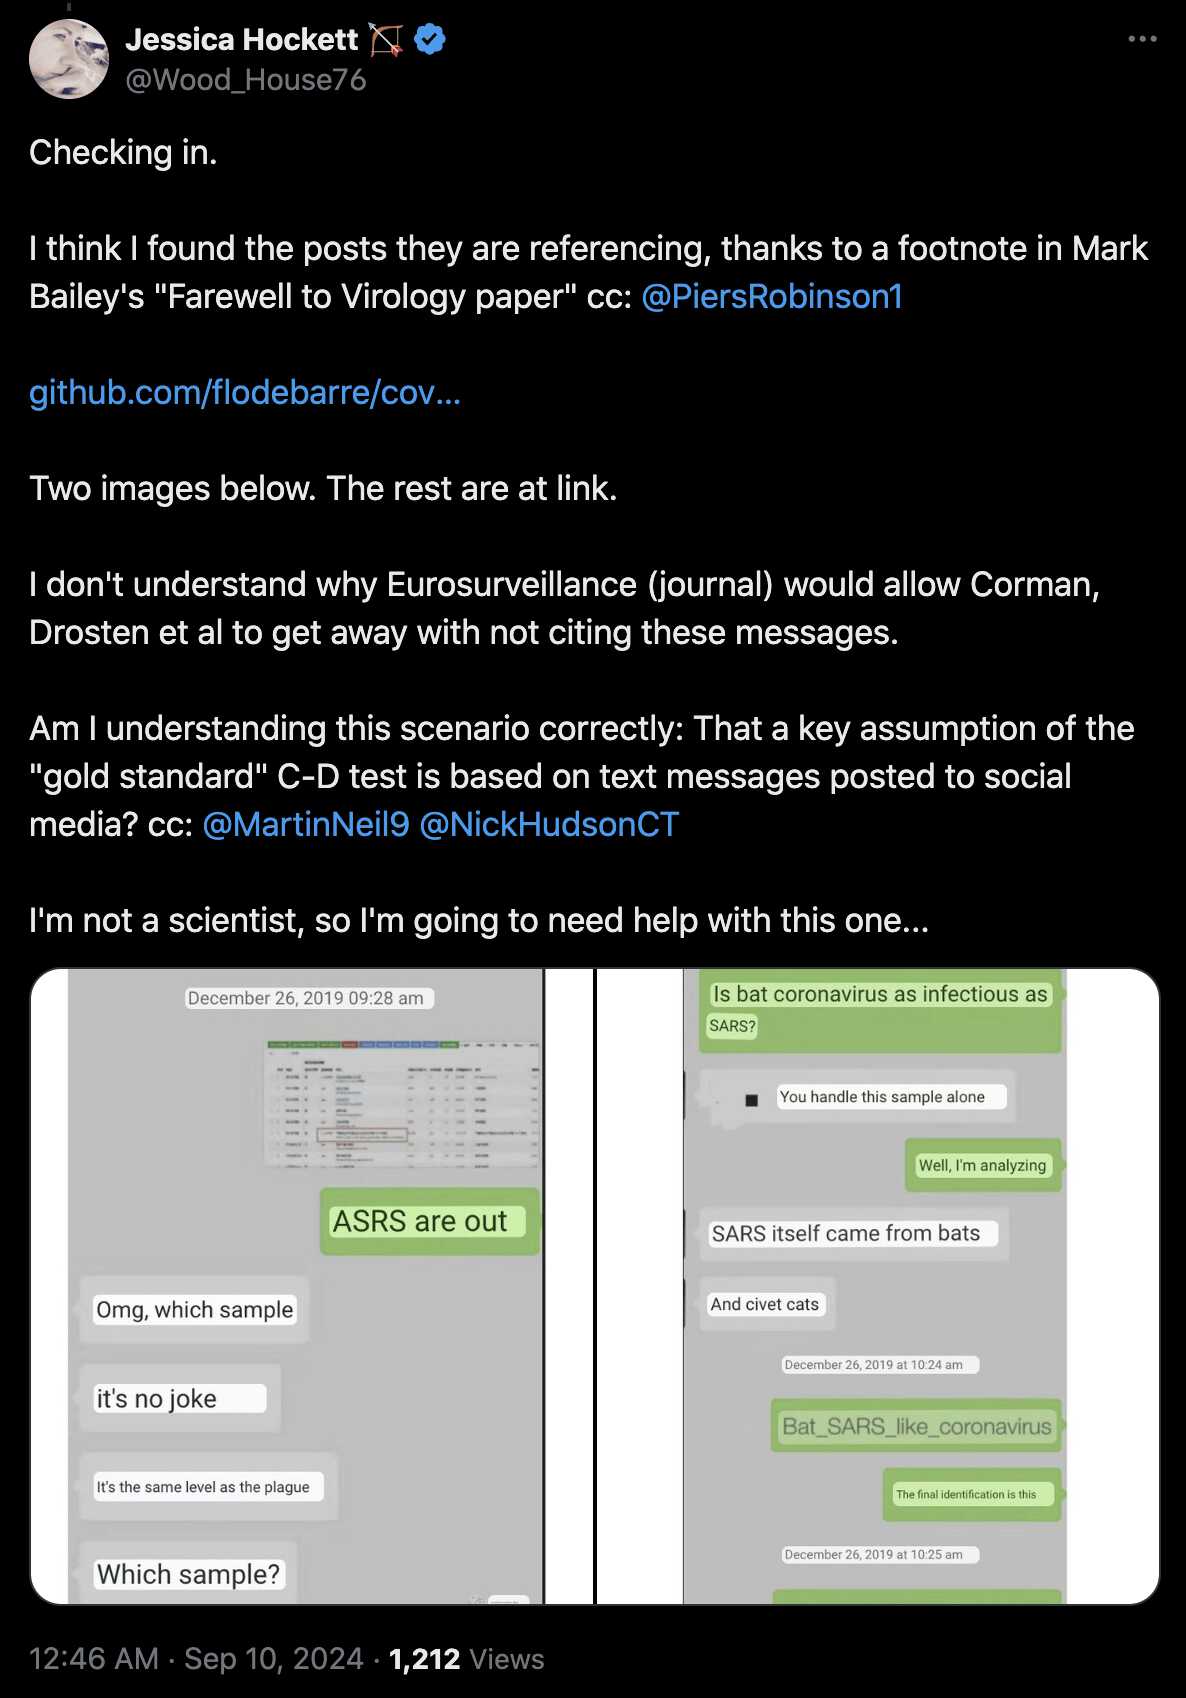 Jessica Hockett
@Wood_House76
Checking in.
I think I found the posts they are referencing, thanks to a footnote in Mark
Bailey's "Farewell to Virology paper" cc: @PiersRobinson1
github.com/flodebarre/cov...
Two images below. The rest are at link.
I don't understand why Eurosurveillance (journal) would allow Corman,
Drosten et al to get away with not citing these messages.
Am I understanding this scenario correctly: That a key assumption of the
"gold standard" C-D test is based on text messages posted to social
media? cc: @MartinNeil9 @NickHudsonCT
I'm not a scientist, so I'm going to need help with this one...
December 26, 2019 09:28 am
ASRS are out
Omg, which sample
it's no joke
It's the same level as the plague
Which sample?
Is bat coronavirus as infectious as
SARS?
You handle this sample alone
Well, I'm analyzing
SARS itself came from bats
And civet cats
December 26, 2019 at 10:24 am
Bat_SARS_like_coronavirus
The final identification is this
December 26, 2019 at 10:25 am
12:46 AM · Sep 10, 2024 · 1,212 Views